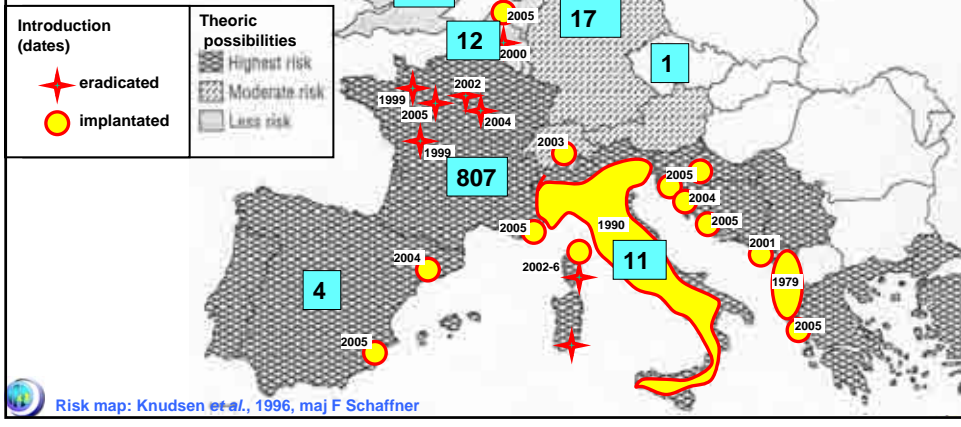 Introduction
(dates)
eradicated
implantated
Theoric
possibilities
Highest risk
Moderate risk
Less risk
2005
17
12
2000
1
2002
1999
2005
2004
1999
2003
807
2005
2004
2005
1990
2005
2001
11
2002-6
1979
2004
4
2005
2005
Risk map: Knudsen et al., 1996, maj F Schaffner